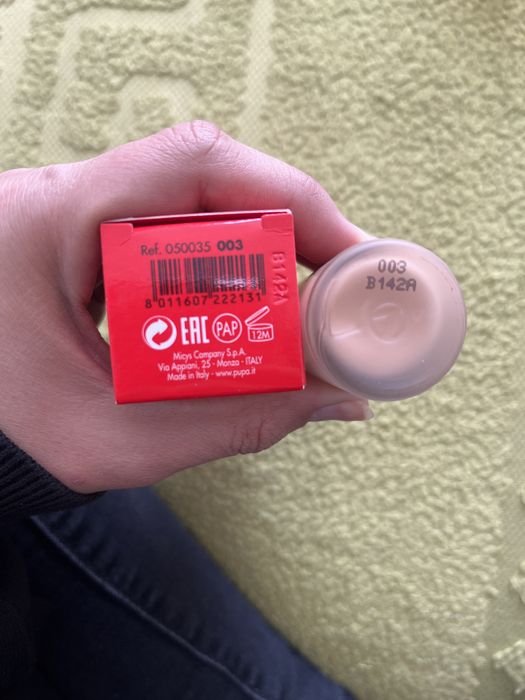 Ref. 050035 003
B142A
8 011607 222131
EAC PAP 12M
Micys Company S.p.A.
Via Appiani, 25 - Monza - ITALY
Made in Italy - www.pupa.it
003
B142A